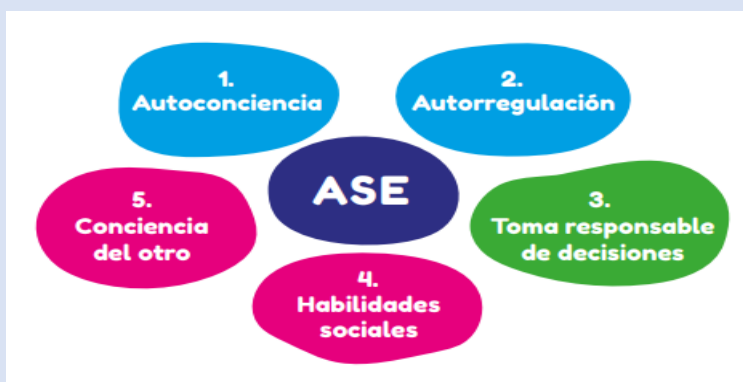 1.
Autoconciencia
2.
Autorregulación
ASE
3.
Toma responsable
de decisiones
4.
Habilidades
sociales
5.
Conciencia
del otro